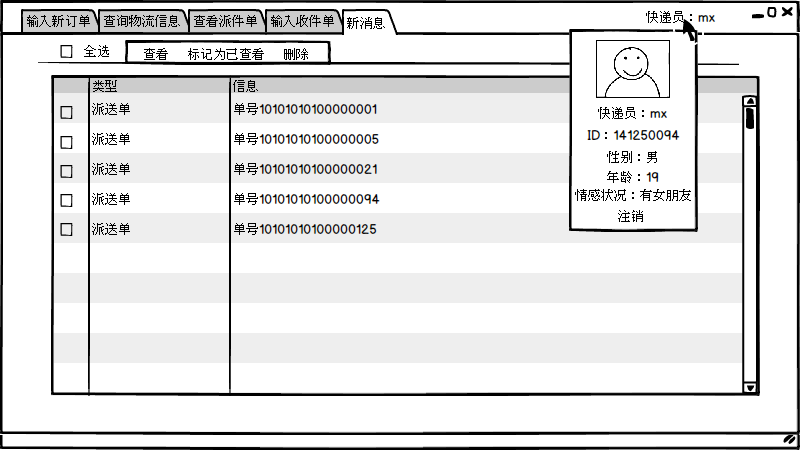 输入新订单 查询物流信息 查看派件单 输入收件单 新消息 快递员：mx
全选 查看 标记为已查看 删除
类型 信息
派送单 单号10101010100000001
派送单 单号10101010100000005
派送单 单号10101010100000021
派送单 单号10101010100000094
派送单 单号10101010100000125
快递员：mx
ID：141250094
性别：男
年龄：19
情感状况：有女朋友
注销